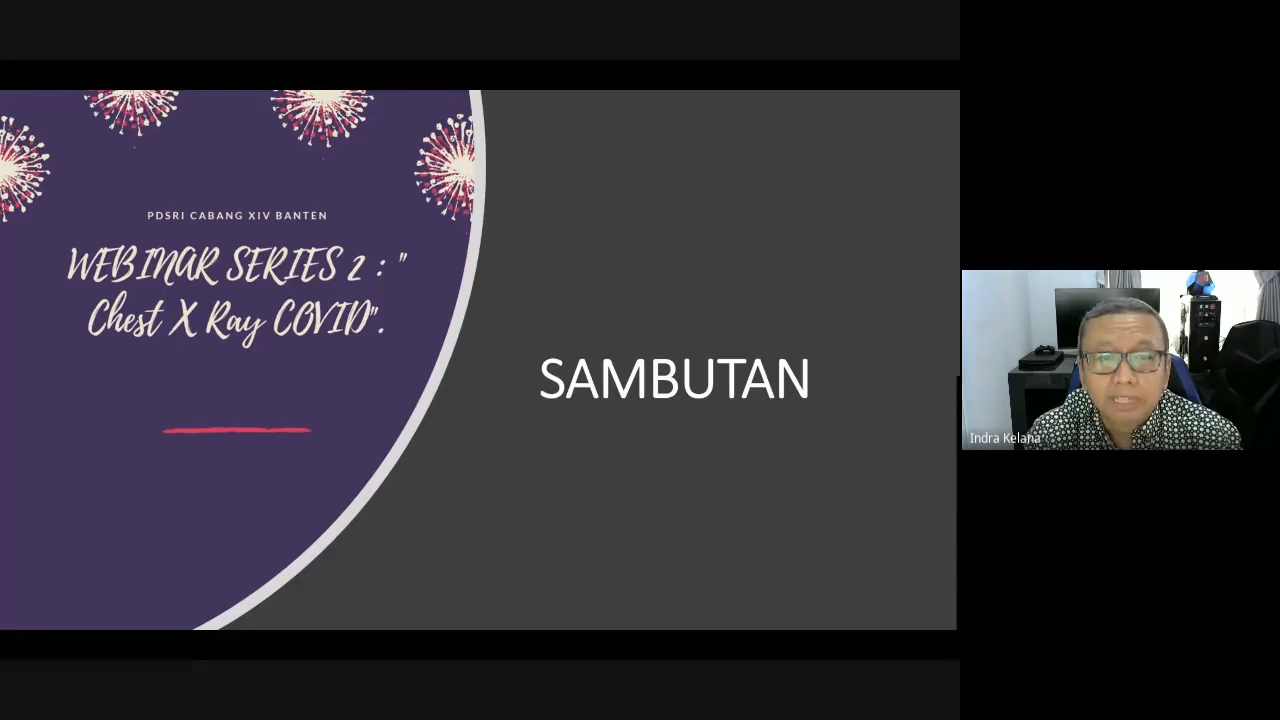 PDSRI CABANG XIV BANTEN
WEBINAR SERIES 2 : "
Chest X Ray COVID".
SAMBUTAN
Indra Kelana